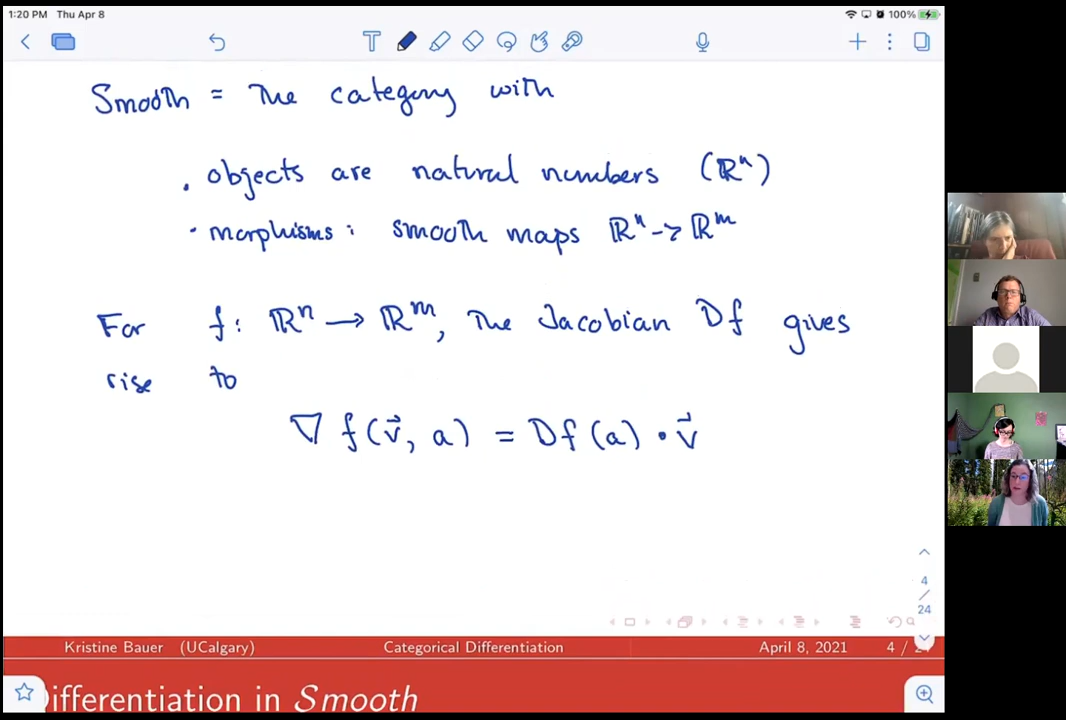 1:20 PM Thu Apr 8
100%
Smooth = The category with
• objects are natural numbers (ℝⁿ)
• morphisms: smooth maps ℝⁿ -> ℝᵐ
For f: ℝⁿ → ℝᵐ, The Jacobian Df gives
rise to
∇ f(v⃗, a) = Df(a) • v⃗
4
/
24
Kristine Bauer (UCalgary) Categorical Differentiation April 8, 2021 4 /
ifferentiation in Smooth